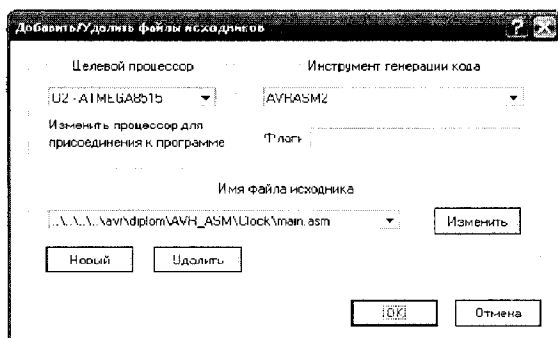 Добавить/Удалить файлы исходников
Целевой процессор
Инструмент генерации кода
U2 - ATMEGA8515
AVRASM2
Изменить процессор для
присоединения к программе
Флаги
Имя файла исходника
..\..\..\..\avr\diplom\AVR_ASM\Clock\main.asm
Изменить
Новый
Удалить
OK
Отмена